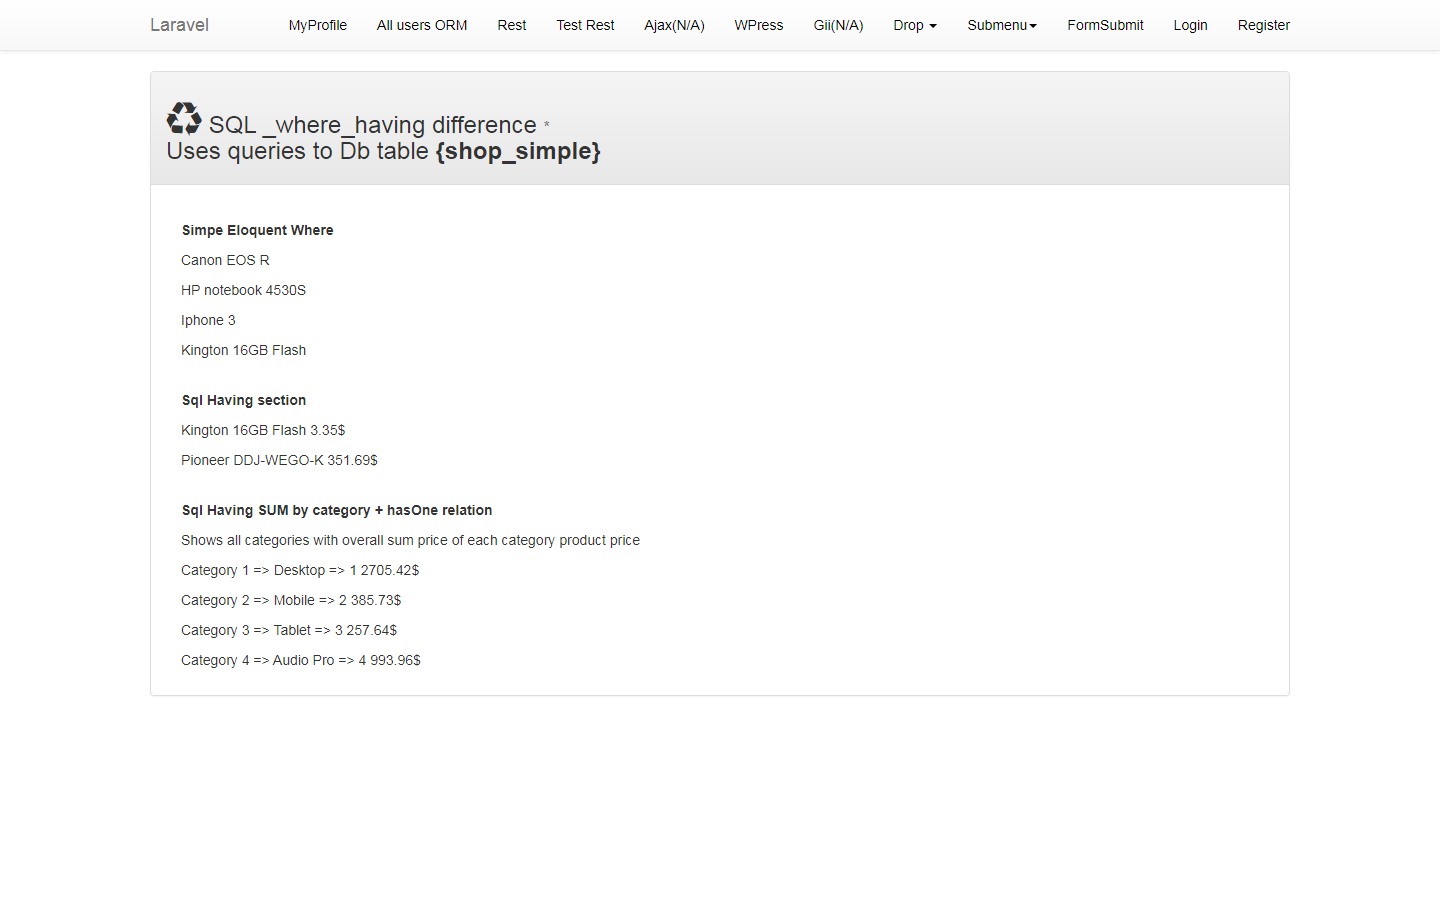 Laravel MyProfile All users ORM Rest Test Rest Ajax(N/A) WPress Gii(N/A) Drop Submenu FormSubmit Login Register
SQL _where_having difference *
Uses queries to Db table {shop_simple}
Simpe Eloquent Where
Canon EOS R
HP notebook 4530S
Iphone 3
Kington 16GB Flash
Sql Having section
Kington 16GB Flash 3.35$
Pioneer DDJ-WEGO-K 351.69$
Sql Having SUM by category + hasOne relation
Shows all categories with overall sum price of each category product price
Category 1 => Desktop => 1 2705.42$
Category 2 => Mobile => 2 385.73$
Category 3 => Tablet => 3 257.64$
Category 4 => Audio Pro => 4 993.96$